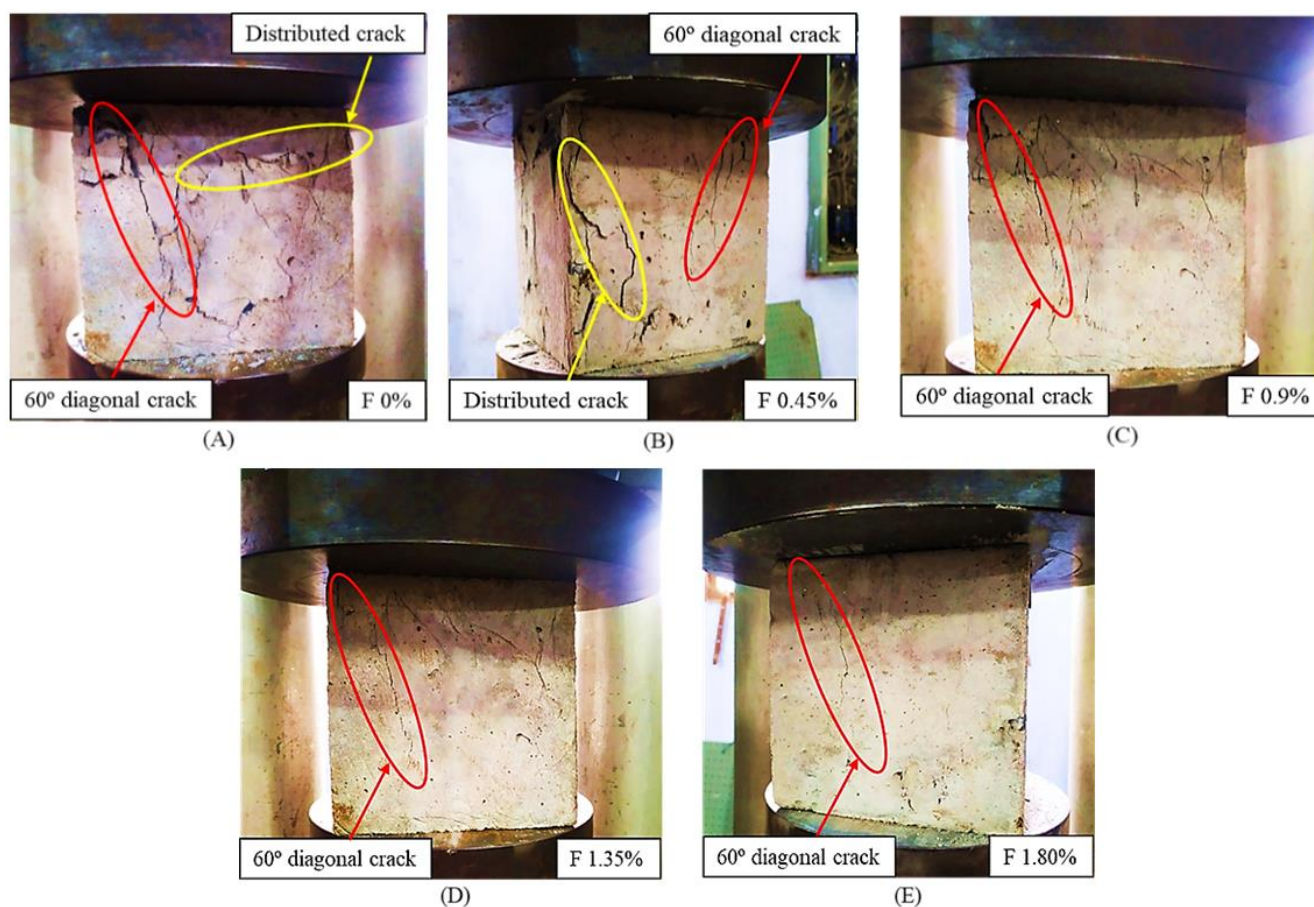 Distributed crack
60º diagonal crack
F 0%
(A)
60º diagonal crack
Distributed crack
F 0.45%
(B)
60º diagonal crack
F 0.9%
(C)
60º diagonal crack
F 1.35%
(D)
60º diagonal crack
F 1.80%
(E)